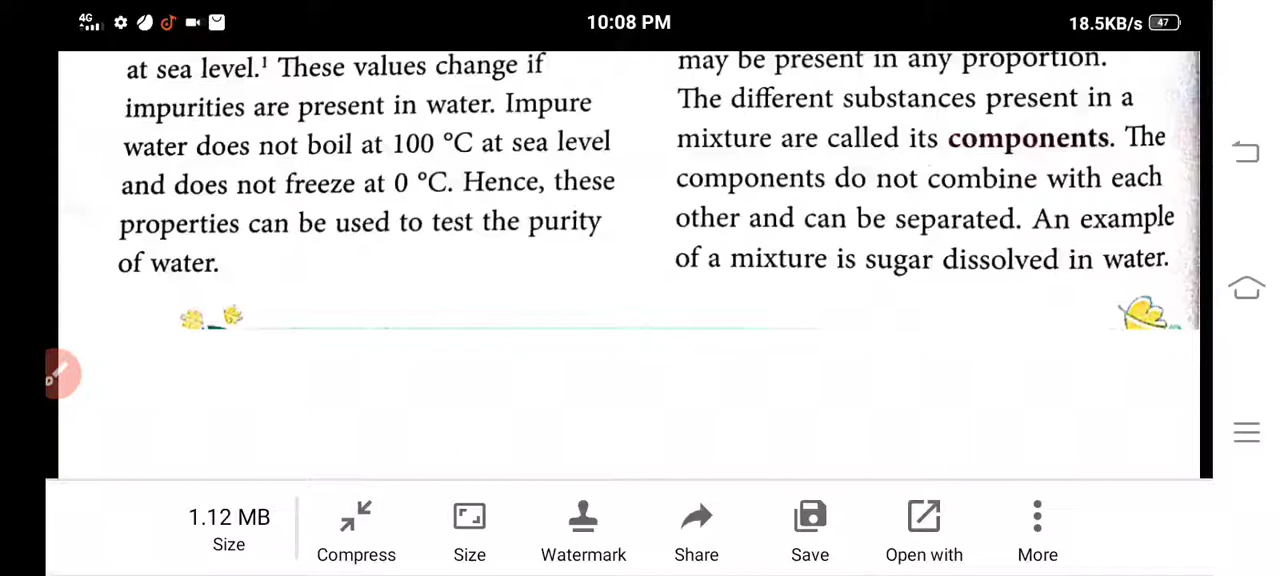 4G
10:08 PM
18.5KB/s 47
at sea level.¹ These values change if
impurities are present in water. Impure
water does not boil at 100 °C at sea level
and does not freeze at 0 °C. Hence, these
properties can be used to test the purity
of water.
may be present in any proportion.
The different substances present in a
mixture are called its components. The
components do not combine with each
other and can be separated. An example
of a mixture is sugar dissolved in water.
1.12 MB
Size
Compress
Size
Watermark
Share
Save
Open with
More